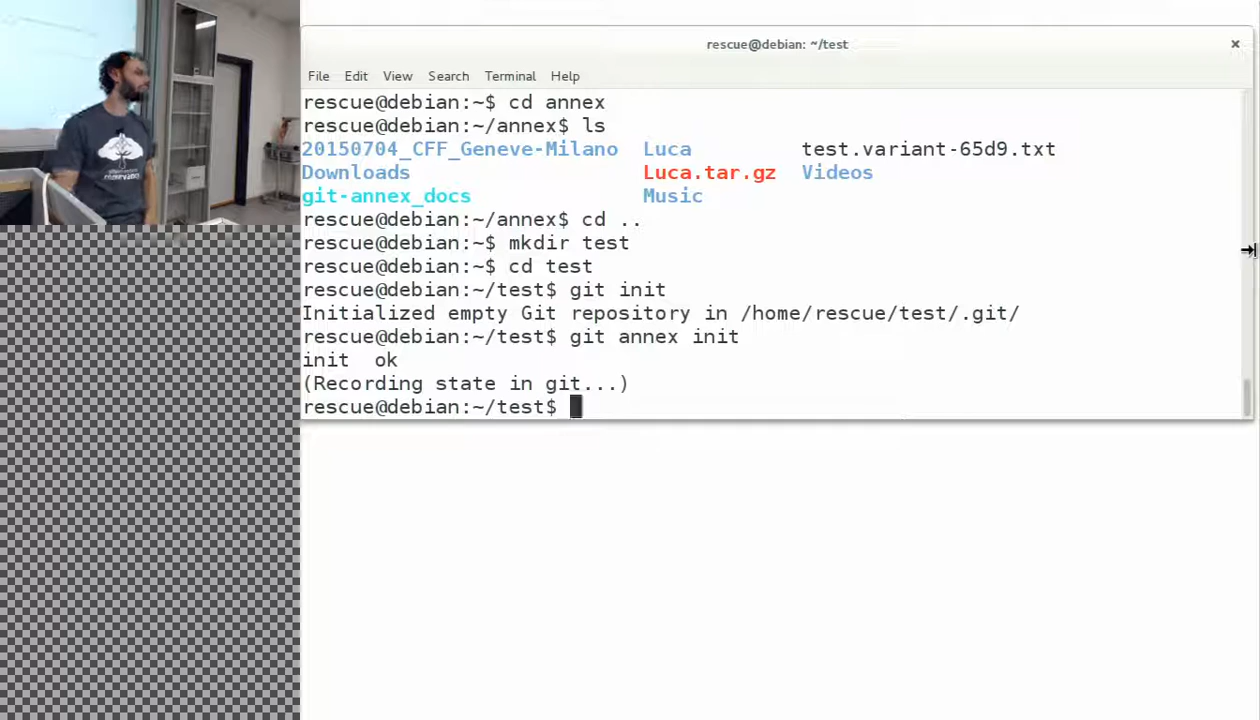 rescue@debian: ~/test
File Edit View Search Terminal Help
rescue@debian:~$ cd annex
rescue@debian:~/annex$ ls
20150704_CFF_Geneve-Milano Luca test.variant-65d9.txt
Downloads Luca.tar.gz Videos
git-annex_docs Music
rescue@debian:~/annex$ cd ..
rescue@debian:~$ mkdir test
rescue@debian:~$ cd test
rescue@debian:~/test$ git init
Initialized empty Git repository in /home/rescue/test/.git/
rescue@debian:~/test$ git annex init
init ok
(Recording state in git...)
rescue@debian:~/test$